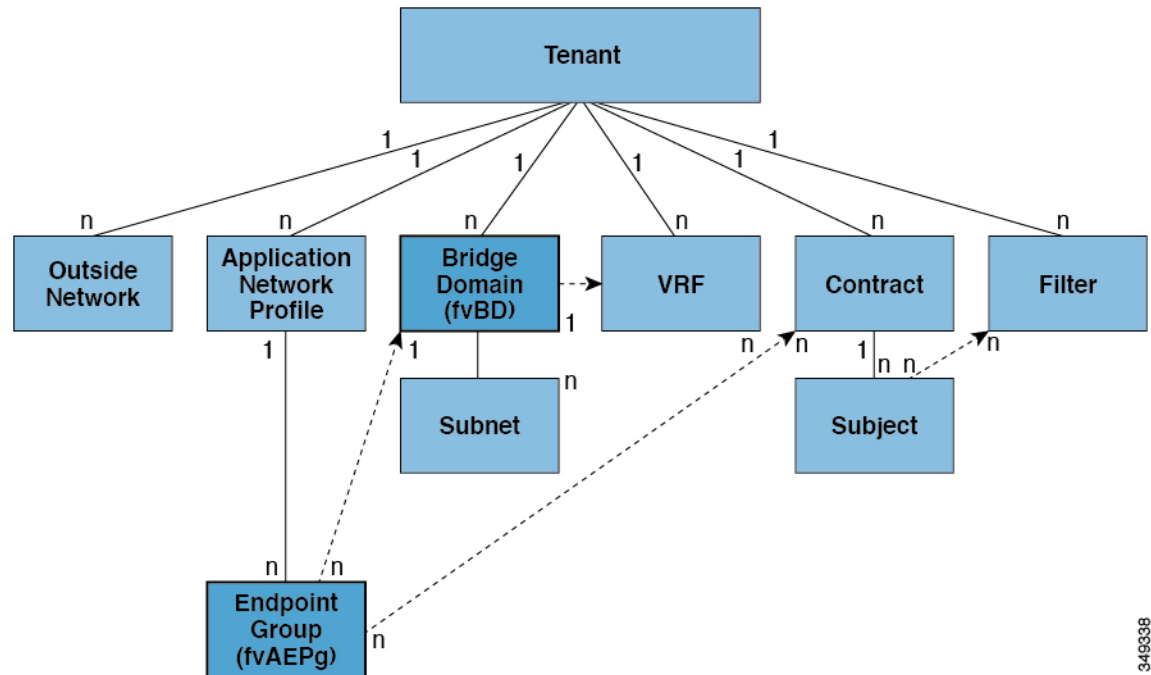 Tenant
1 1 1 1 1 1
n n n n n n
Outside
Network
Application
Network
Profile
Bridge
Domain
(fvBD)
VRF
Contract
Filter
1 1 1 n n 1 n
n n n
Subnet
Subject
n n
Endpoint
Group
(fvAEPg)
n
349338